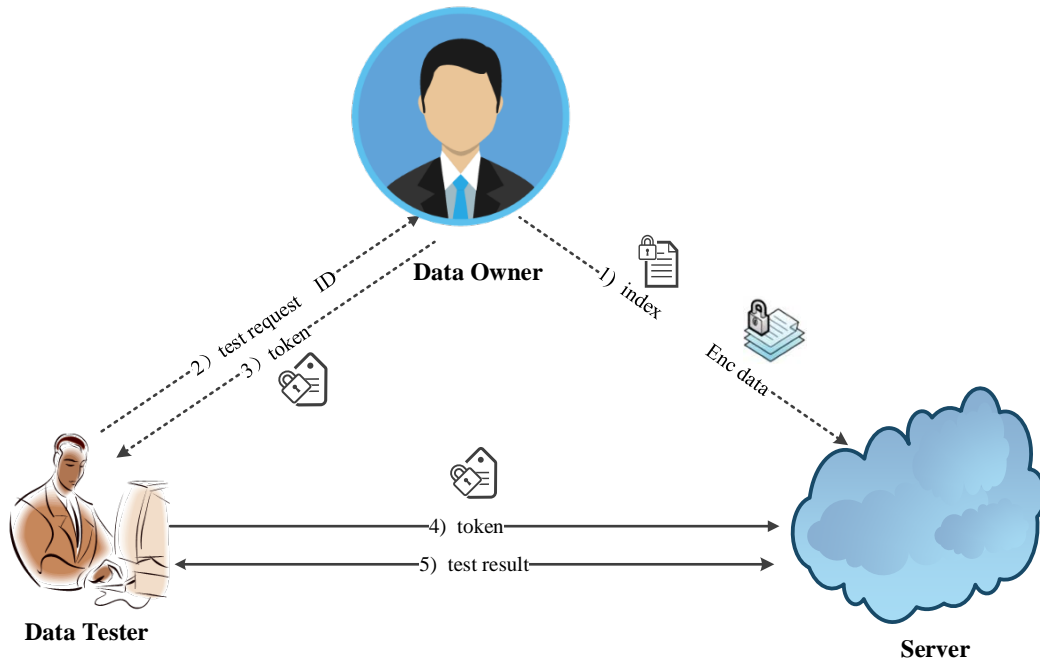 Data Owner
1）index
Enc data
2）test request ID
3）token
4）token
5）test result
Data Tester
Server